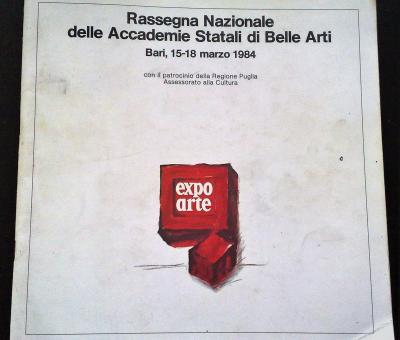 Rassegna Nazionale
delle Accademie Statali di Belle Arti
Bari, 15-18 marzo 1984
con il patrocinio della Regione Puglia
Assessorato alla Cultura
expo
arte